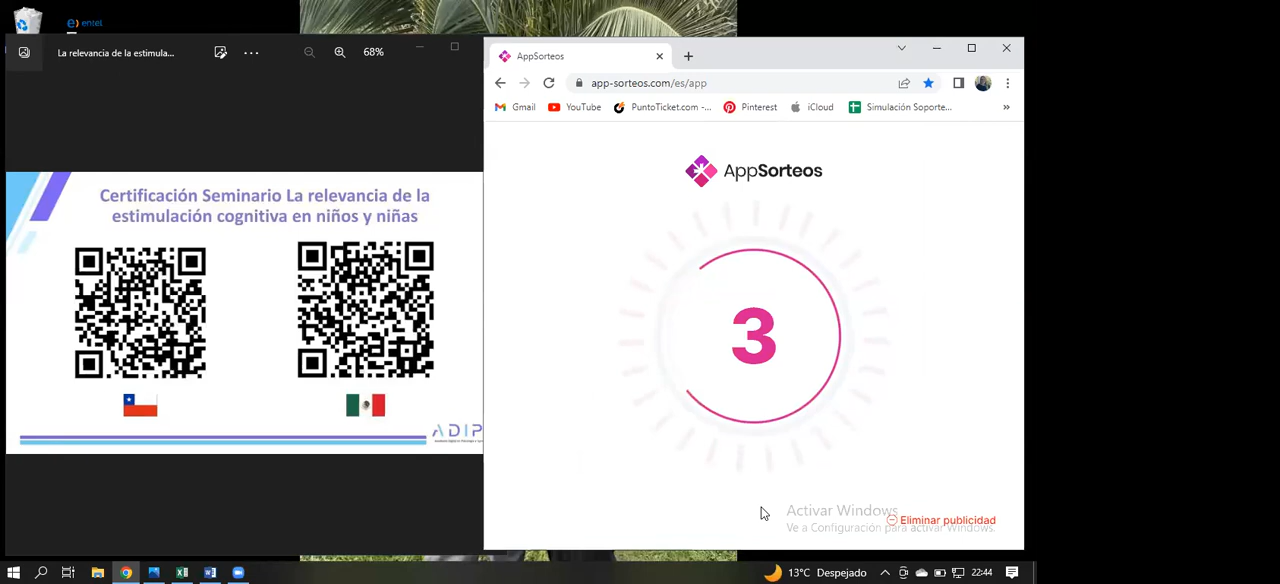 entel
La relevancia de la estimula...
68%
Certificación Seminario La relevancia de la
estimulación cognitiva en niños y niñas
ADIP
AppSorteos
app-sorteos.com/es/app
Gmail
YouTube
PuntoTicket.com -...
Pinterest
iCloud
Simulación Soporte...
AppSorteos
3
Activar Windows
Ve a Configuración para activar Windows.
Eliminar publicidad
13°C Despejado
22:44